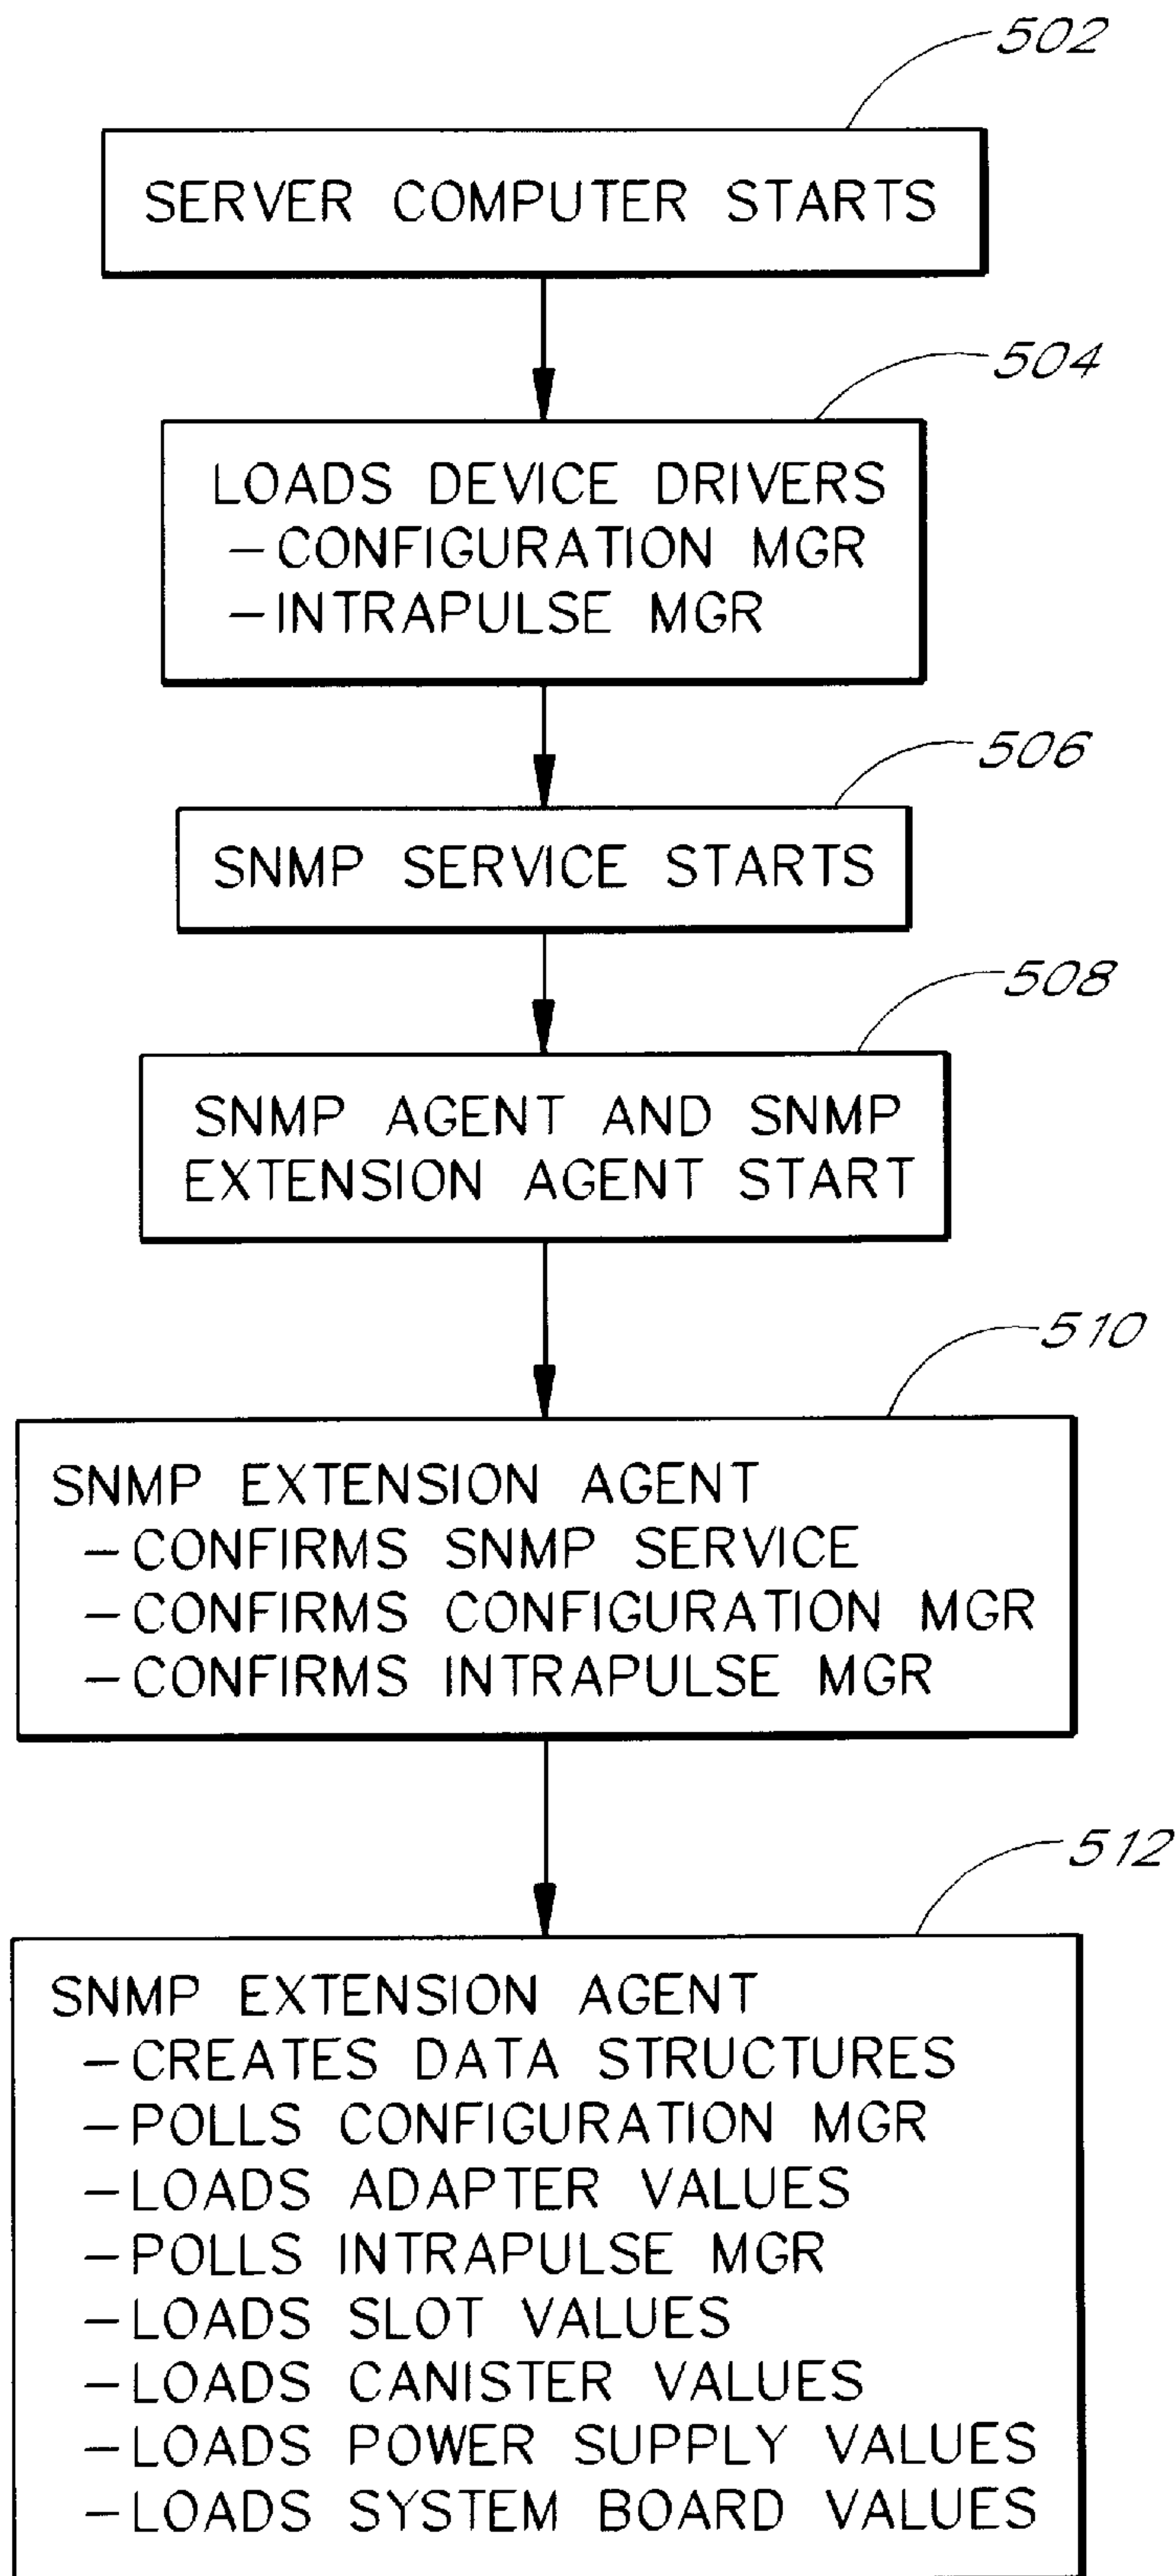 502
SERVER COMPUTER STARTS
504
LOADS DEVICE DRIVERS
-CONFIGURATION MGR
-INTRAPULSE MGR
506
SNMP SERVICE STARTS
508
SNMP AGENT AND SNMP
EXTENSION AGENT START
510
SNMP EXTENSION AGENT
-CONFIRMS SNMP SERVICE
-CONFIRMS CONFIGURATION MGR
-CONFIRMS INTRAPULSE MGR
512
SNMP EXTENSION AGENT
-CREATES DATA STRUCTURES
-POLLS CONFIGURATION MGR
-LOADS ADAPTER VALUES
-POLLS INTRAPULSE MGR
-LOADS SLOT VALUES
-LOADS CANISTER VALUES
-LOADS POWER SUPPLY VALUES
-LOADS SYSTEM BOARD VALUES